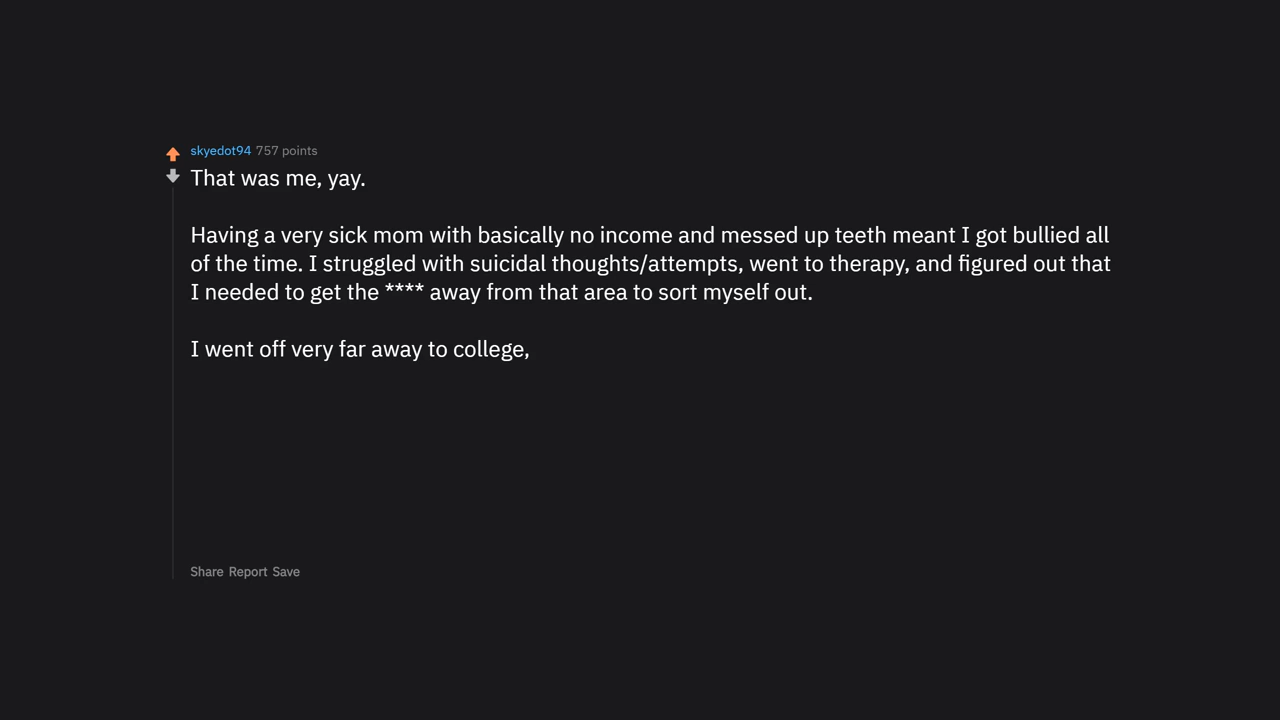 skyedot94 757 points
That was me, yay.
Having a very sick mom with basically no income and messed up teeth meant I got bullied all
of the time. I struggled with suicidal thoughts/attempts, went to therapy, and figured out that
I needed to get the **** away from that area to sort myself out.
I went off very far away to college,
Share Report Save